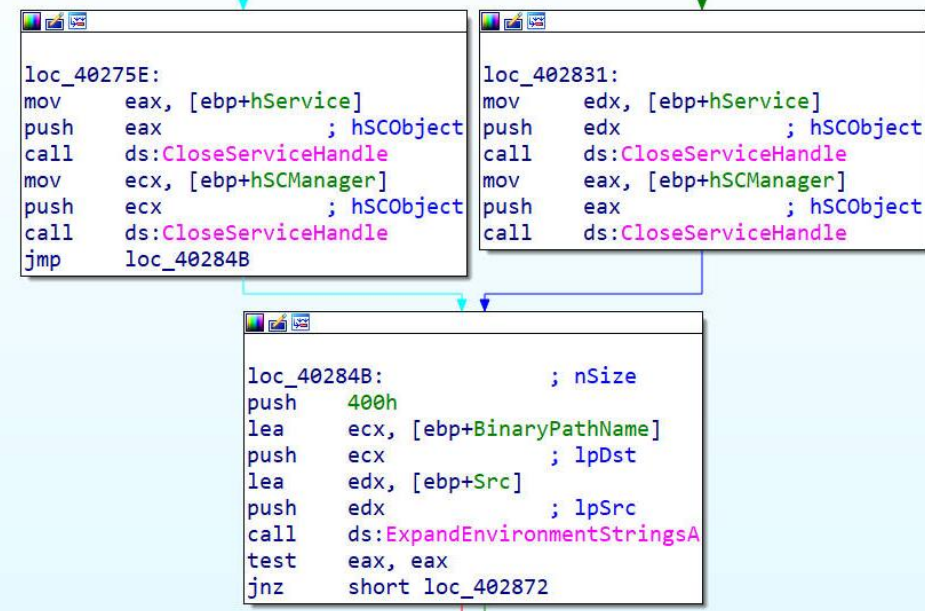 loc_40275E:
mov eax, [ebp+hService]
push eax ; hSCObject
call ds:CloseServiceHandle
mov ecx, [ebp+hSCManager]
push ecx ; hSCObject
call ds:CloseServiceHandle
jmp loc_40284B
loc_402831:
mov edx, [ebp+hService]
push edx ; hSCObject
call ds:CloseServiceHandle
mov eax, [ebp+hSCManager]
push eax ; hSCObject
call ds:CloseServiceHandle
loc_40284B: ; nSize
push 400h
lea ecx, [ebp+BinaryPathName]
push ecx ; lpDst
lea edx, [ebp+Src]
push edx ; lpSrc
call ds:ExpandEnvironmentStringsA
test eax, eax
jnz short loc_402872